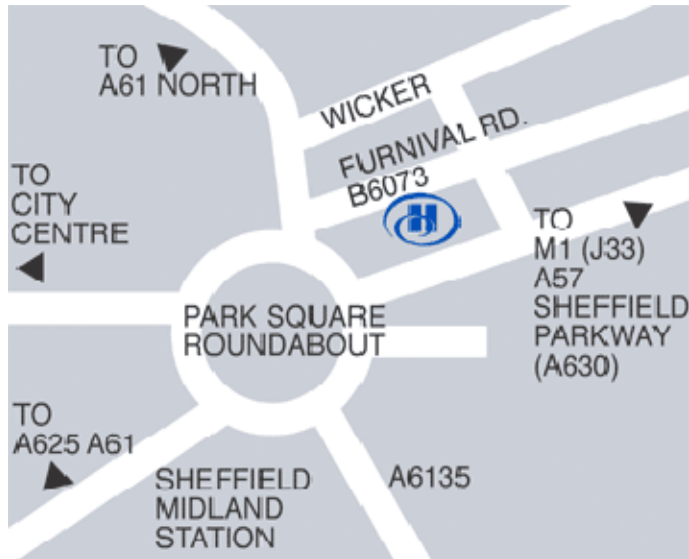 TO
A61 NORTH
WICKER
FURNIVAL RD.
B6073
TO
CITY
CENTRE
TO
M1 (J33)
A57
SHEFFIELD
PARKWAY
(A630)
PARK SQUARE
ROUNDABOUT
TO
A625 A61
SHEFFIELD
MIDLAND
STATION
A6135
H